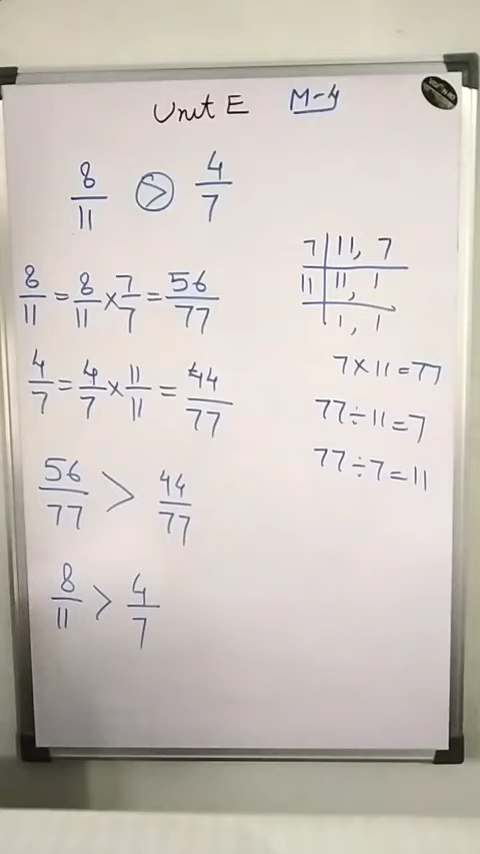 Unit E M-4
8/11 > 4/7
8/11 = 8/11 × 7/7 = 56/77
4/7 = 4/7 × 11/11 = 44/77
56/77 > 44/77
8/11 > 4/7
7 | 11, 7
11 | 11, 1
1, 1
7 × 11 = 77
77 ÷ 11 = 7
77 ÷ 7 = 11